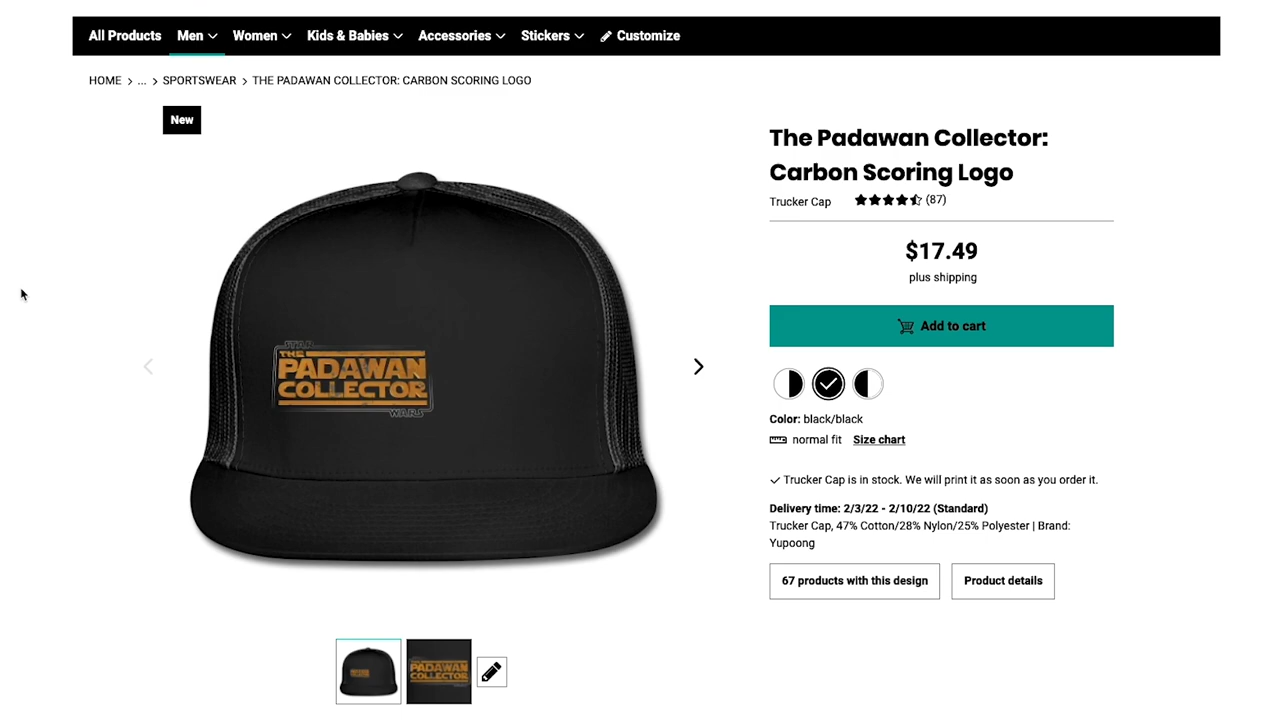 All Products Men Women Kids & Babies Accessories Stickers Customize
HOME > ... > SPORTSWEAR > THE PADAWAN COLLECTOR: CARBON SCORING LOGO
New
The Padawan Collector:
Carbon Scoring Logo
Trucker Cap (87)
$17.49
plus shipping
Add to cart
STAR
THE
PADAWAN
COLLECTOR
WARS
Color: black/black
normal fit Size chart
Trucker Cap is in stock. We will print it as soon as you order it.
Delivery time: 2/3/22 - 2/10/22 (Standard)
Trucker Cap, 47% Cotton/28% Nylon/25% Polyester | Brand:
Yupoong
67 products with this design Product details
PADAWAN
COLLECTOR